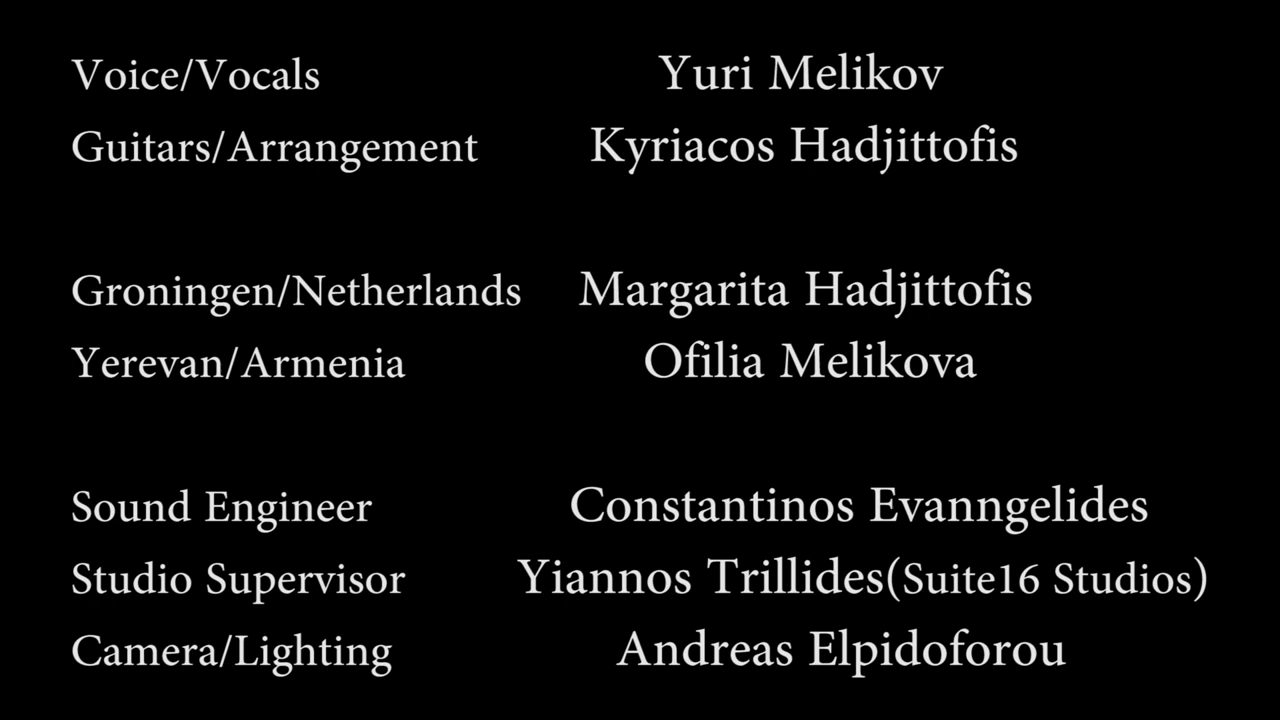 Voice/Vocals Yuri Melikov
Guitars/Arrangement Kyriacos Hadjittofis
Groningen/Netherlands Margarita Hadjittofis
Yerevan/Armenia Ofilia Melikova
Sound Engineer Constantinos Evanngelides
Studio Supervisor Yiannos Trillides(Suite16 Studios)
Camera/Lighting Andreas Elpidoforou